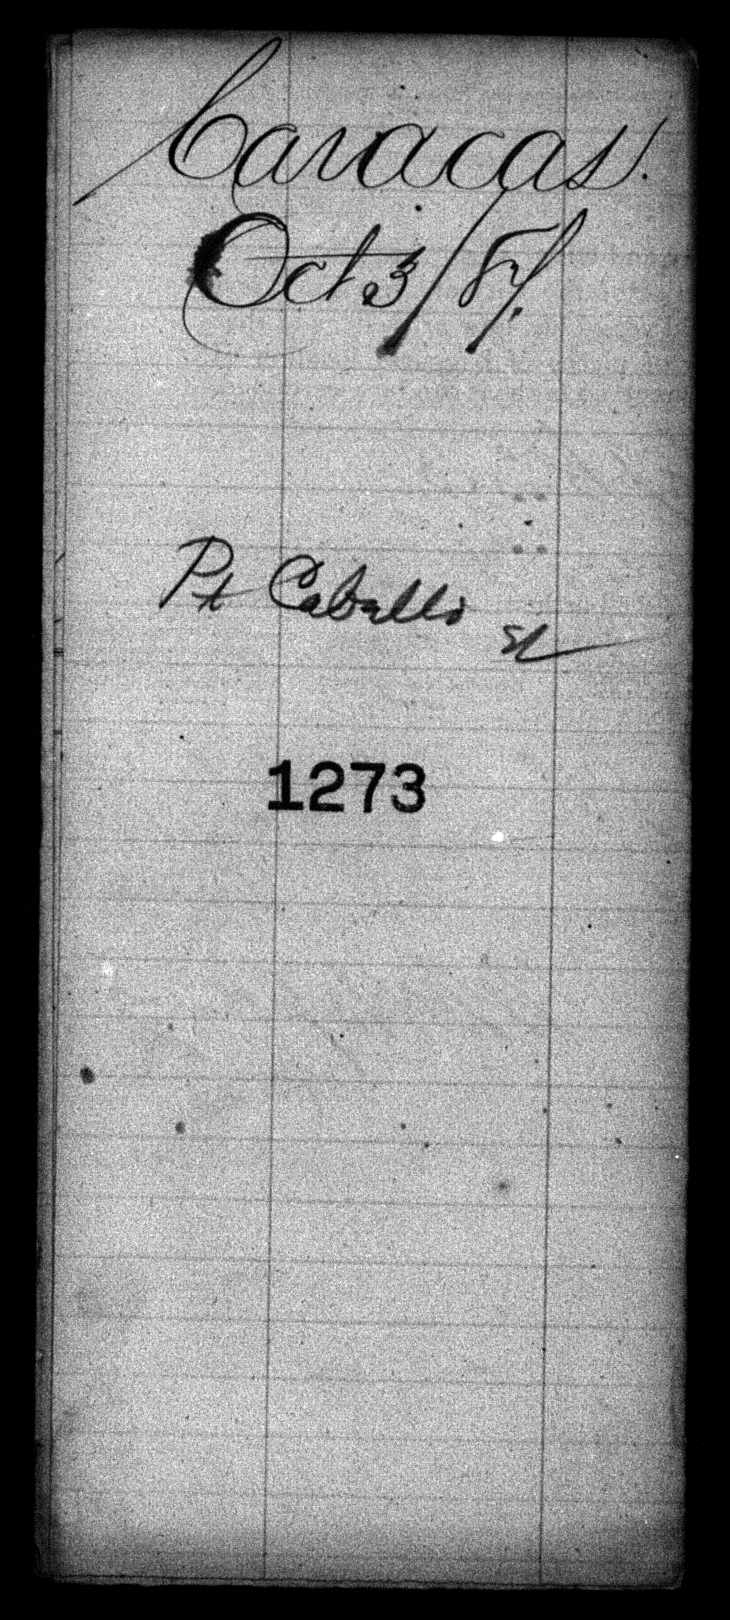 Caracas.
Oct 3/87.
Pt Caballo
1273